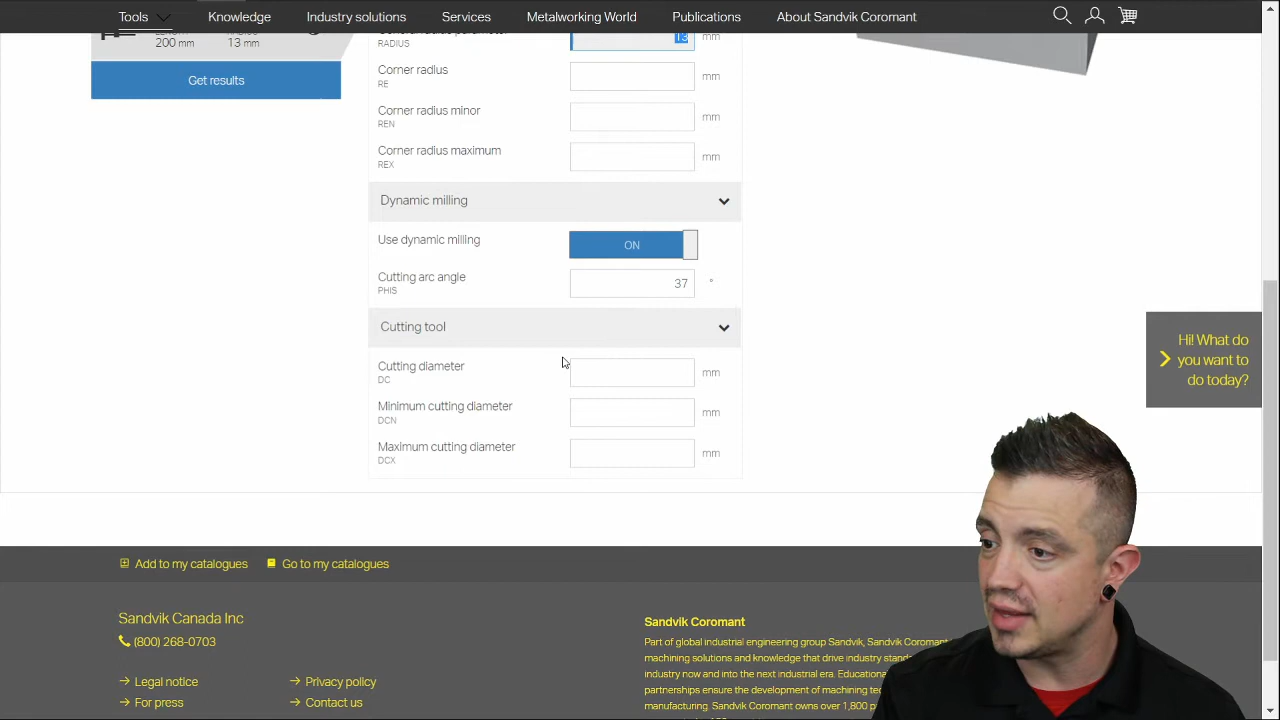 Tools
Knowledge
Industry solutions
Services
Metalworking World
Publications
About Sandvik Coromant
200 mm
13 mm
Get results
RADIUS
13 mm
Corner radius
RE
mm
Corner radius minor
REN
mm
Corner radius maximum
REX
mm
Dynamic milling
Use dynamic milling
ON
Cutting arc angle
PHIS
37 °
Cutting tool
Cutting diameter
DC
mm
Minimum cutting diameter
DCN
mm
Maximum cutting diameter
DCX
mm
Hi! What do
you want to
do today?
Add to my catalogues
Go to my catalogues
Sandvik Canada Inc
(800) 268-0703
Legal notice
Privacy policy
For press
Contact us
Sandvik Coromant
Part of global industrial engineering group Sandvik, Sandvik Coromant
machining solutions and knowledge that drive industry
industry now and into the next industrial era.
partnerships ensure the development of machining
manufacturing. Sandvik Coromant owns over 1,800